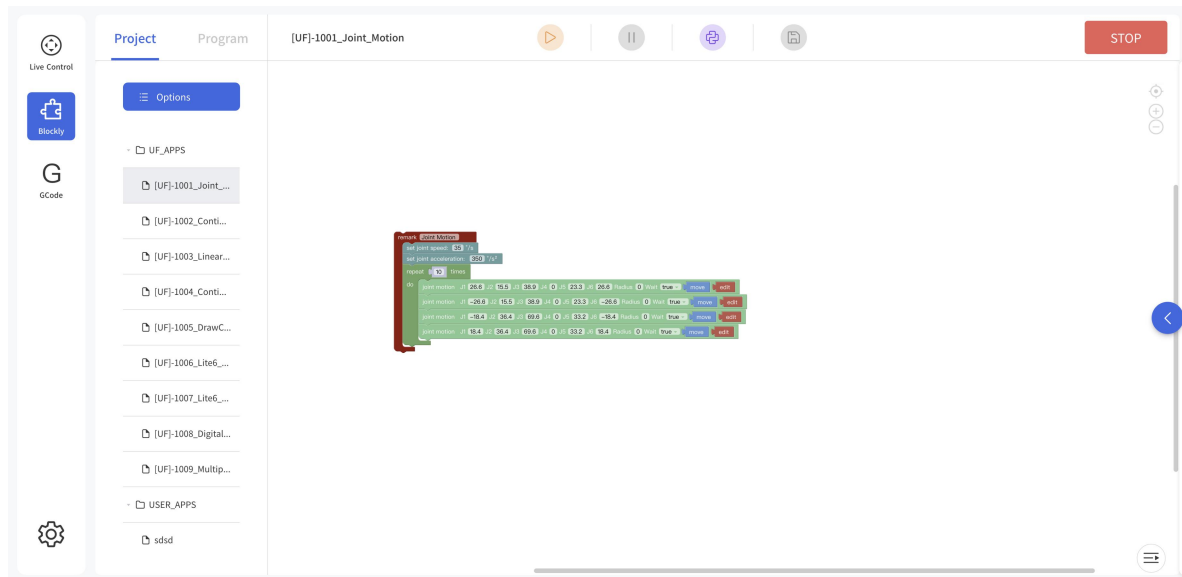 Project Program [UF]-1001_Joint_Motion STOP
Live Control
Blockly
G
GCode
Options
UF_APPS
[UF]-1001_Joint_...
[UF]-1002_Conti...
[UF]-1003_Linear...
[UF]-1004_Conti...
[UF]-1005_DrawC...
[UF]-1006_Lite6_...
[UF]-1007_Lite6_...
[UF]-1008_Digital...
[UF]-1009_Multip...
USER_APPS
sdsd
remark Joint Motion
set joint speed: 35 °/s
set joint acceleration: 350 °/s²
repeat 10 times
do joint motion J1 26.6 J2 15.5 J3 38.9 J4 0 J5 23.3 J6 26.6 Radius 0 Wait true move edit
joint motion J1 -26.6 J2 15.5 J3 38.9 J4 0 J5 23.3 J6 -26.6 Radius 0 Wait true move edit
joint motion J1 -18.4 J2 36.4 J3 69.6 J4 0 J5 33.2 J6 -18.4 Radius 0 Wait true move edit
joint motion J1 18.4 J2 36.4 J3 69.6 J4 0 J5 33.2 J6 18.4 Radius 0 Wait true move edit